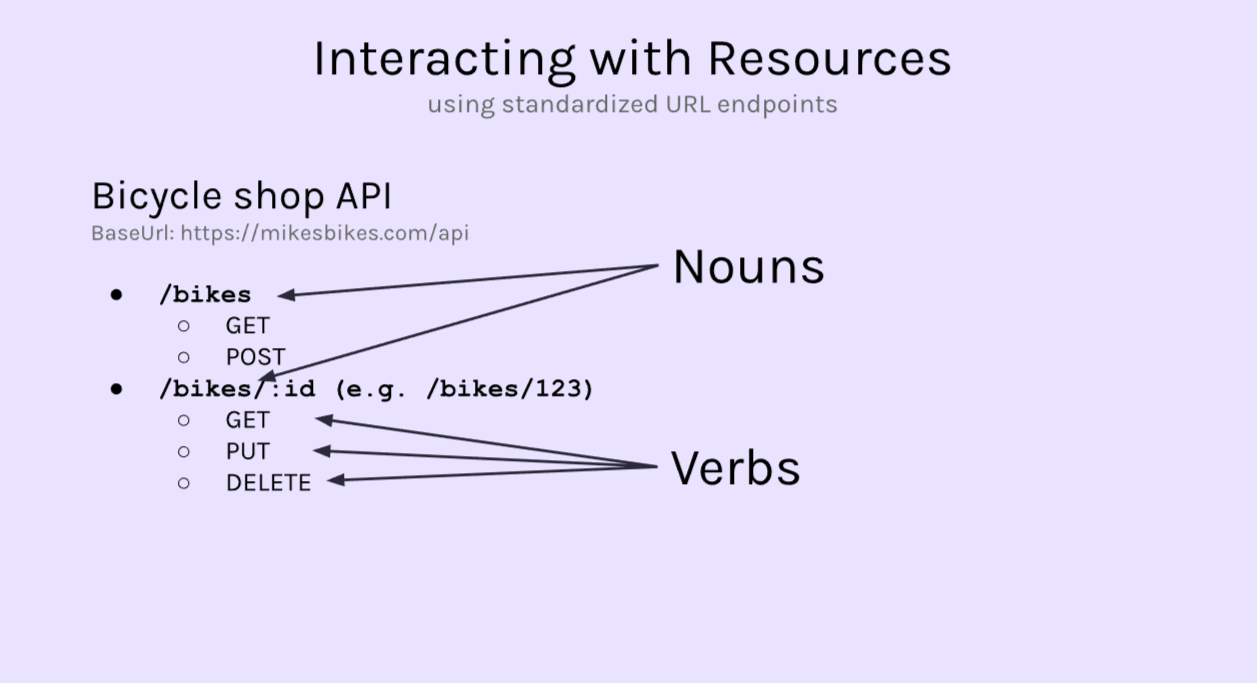 Interacting with Resources
using standardized URL endpoints
Bicycle shop API
BaseUrl: https://mikesbikes.com/api
Nouns
● /bikes
○ GET
○ POST
● /bikes/:id (e.g. /bikes/123)
○ GET
○ PUT
Verbs
○ DELETE